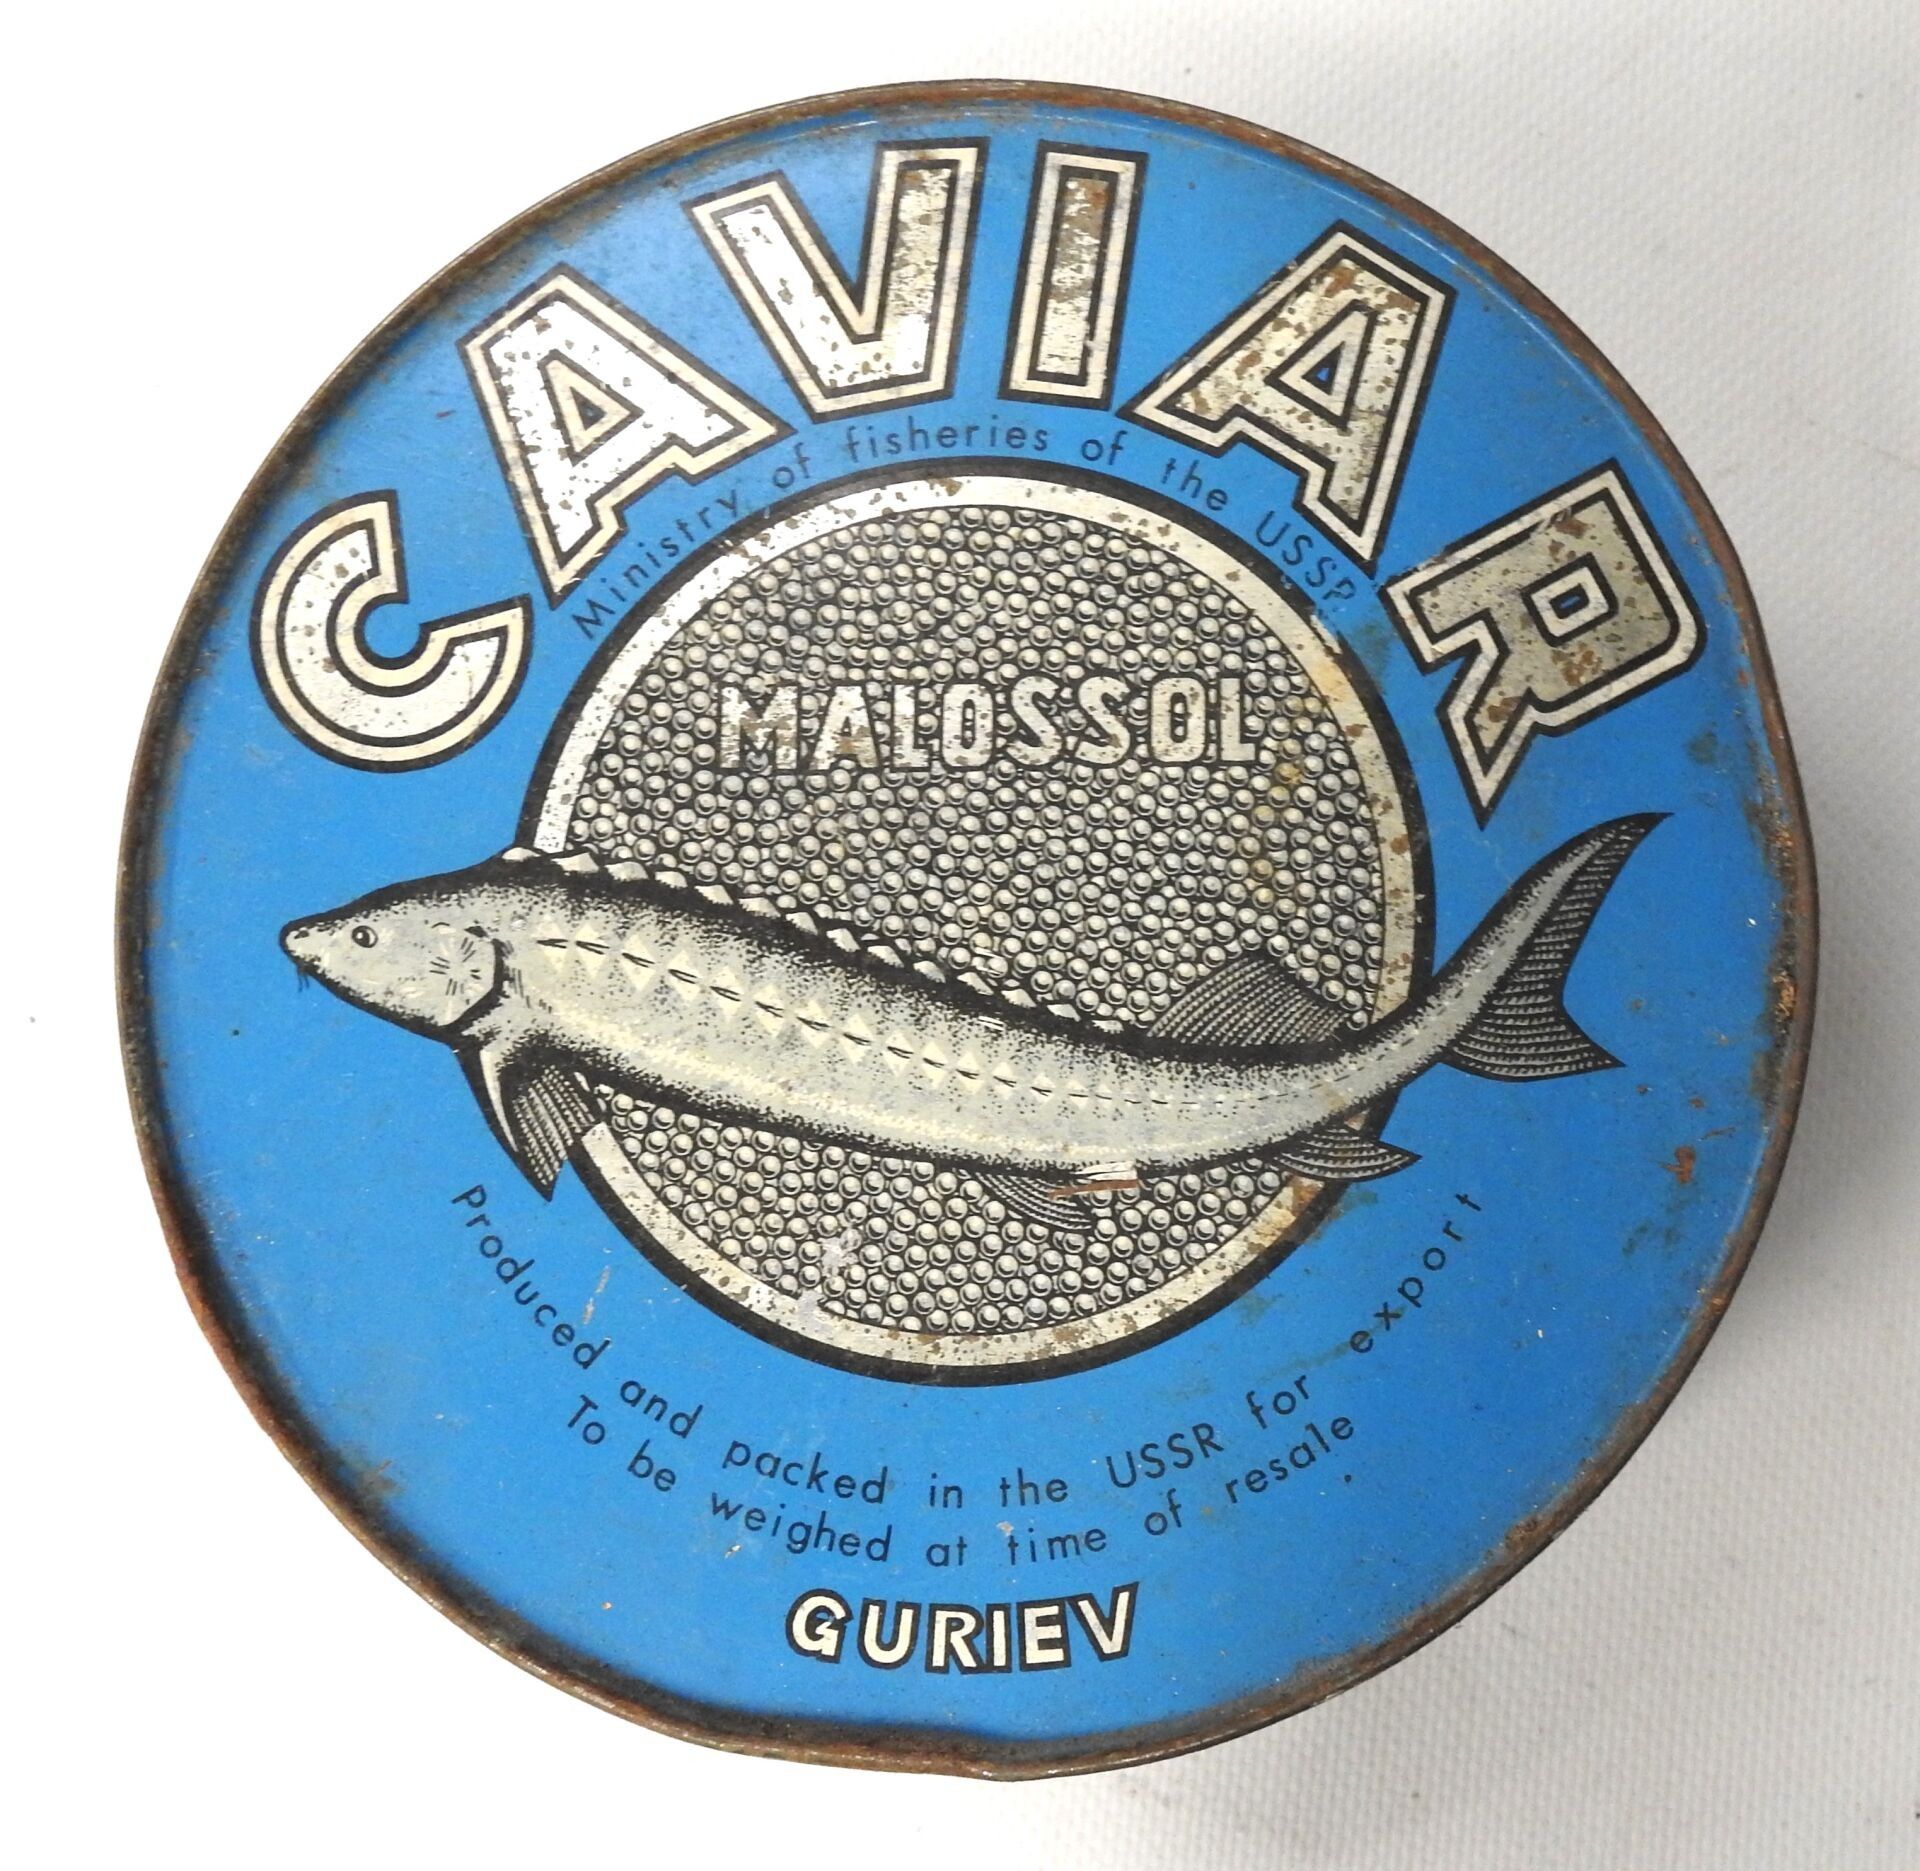 CAVIAR
Ministry of fisheries of the USSR
MALOSSOL
Produced and packed in the USSR for export
To be weighed at time of resale
GURIEV